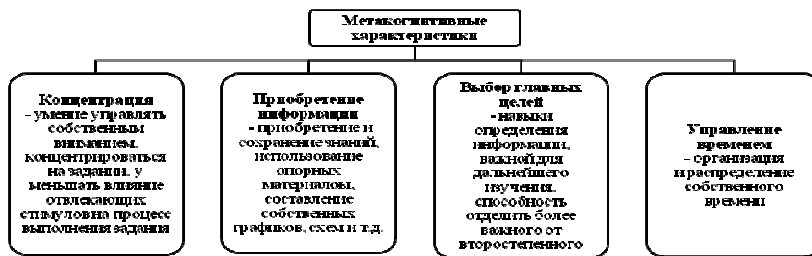 Метакогнитивные
характеристики
Концентрация
- умение управлять
собственным
вниманием,
концентрироваться
на задании, у
меньшать влияние
отвлекающих
стимулов на процесс
выполнения задания
Приобретение
информации
- приобретение и
сохранение знаний,
использование
опорных
материалом,
составление
собственных
графиков, схем и т.д.
Выбор главных
целей
- навыки
определения
информации,
важной для
дальнейшего
изучения,
способность
отделить более
важного от
второстепенного
Управление
временем
- организация
и распределение
собственного
времени